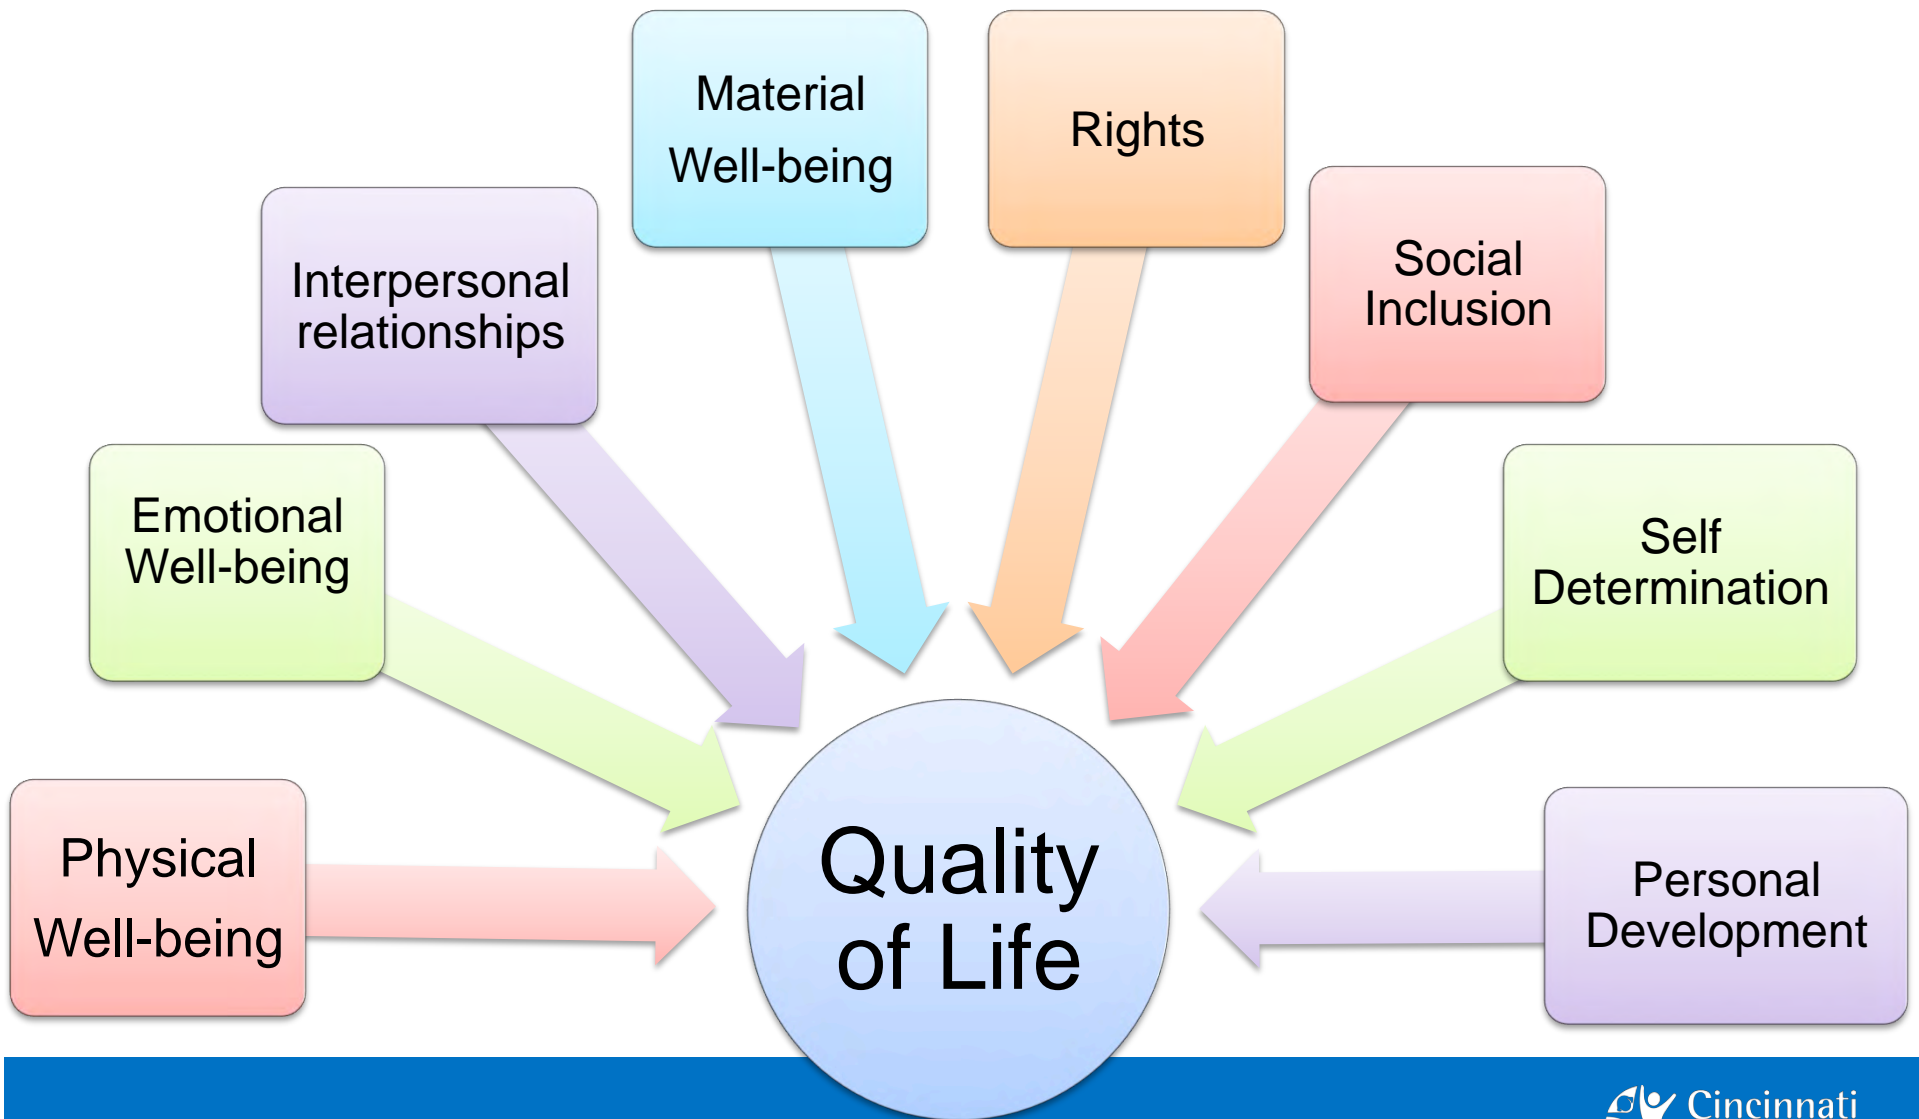 Material
Well-being
Rights
Social
Inclusion
Interpersonal
relationships
Emotional
Well-being
Self
Determination
Physical
Well-being
Personal
Development
Quality
of Life
Cincinnati